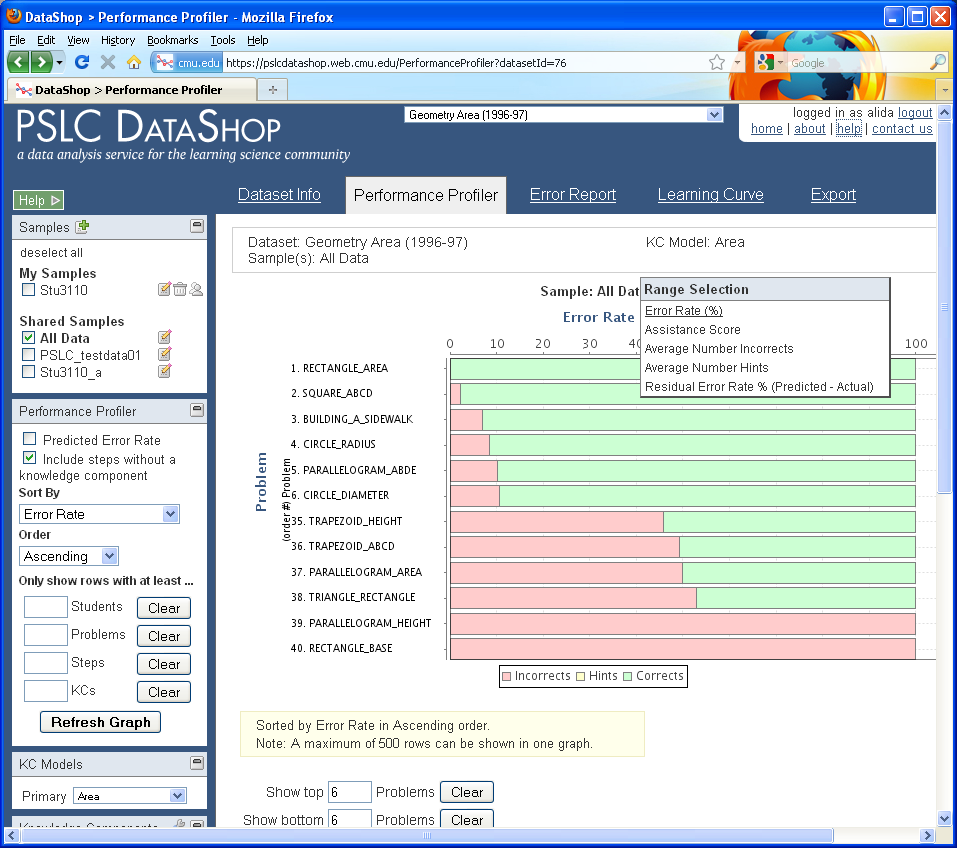 DataShop > Performance Profiler - Mozilla Firefox
File Edit View History Bookmarks Tools Help
cmu.edu https://pslcdatashop.web.cmu.edu/PerformanceProfiler?datasetId=76
Google
DataShop > Performance Profiler
PSLC DATASHOP
a data analysis service for the learning science community
Geometry Area (1996-97)
logged in as alida logout
home | about | help | contact us
Help
Dataset Info Performance Profiler Error Report Learning Curve Export
Samples
deselect all
My Samples
Stu3110
Shared Samples
All Data
PSLC_testdata01
Stu3110_a
Performance Profiler
Predicted Error Rate
Include steps without a
knowledge component
Sort By
Error Rate
Order
Ascending
Only show rows with at least ...
Students Clear
Problems Clear
Steps Clear
KCs Clear
Refresh Graph
KC Models
Primary Area
Knowledge Components
Dataset: Geometry Area (1996-97) KC Model: Area
Sample(s): All Data
Sample: All Dat
Error Rate
Range Selection
Error Rate (%)
Assistance Score
Average Number Incorrects
Average Number Hints
Residual Error Rate % (Predicted - Actual)
0 10 20 30 40 100
Problem
(order #) Problem
1. RECTANGLE_AREA
2. SQUARE_ABCD
3. BUILDING_A_SIDEWALK
4. CIRCLE_RADIUS
5. PARALLELOGRAM_ABDE
6. CIRCLE_DIAMETER
35. TRAPEZOID_HEIGHT
36. TRAPEZOID_ABCD
37. PARALLELOGRAM_AREA
38. TRIANGLE_RECTANGLE
39. PARALLELOGRAM_HEIGHT
40. RECTANGLE_BASE
Incorrects Hints Corrects
Sorted by Error Rate in Ascending order.
Note: A maximum of 500 rows can be shown in one graph.
Show top 6 Problems Clear
Show bottom 6 Problems Clear